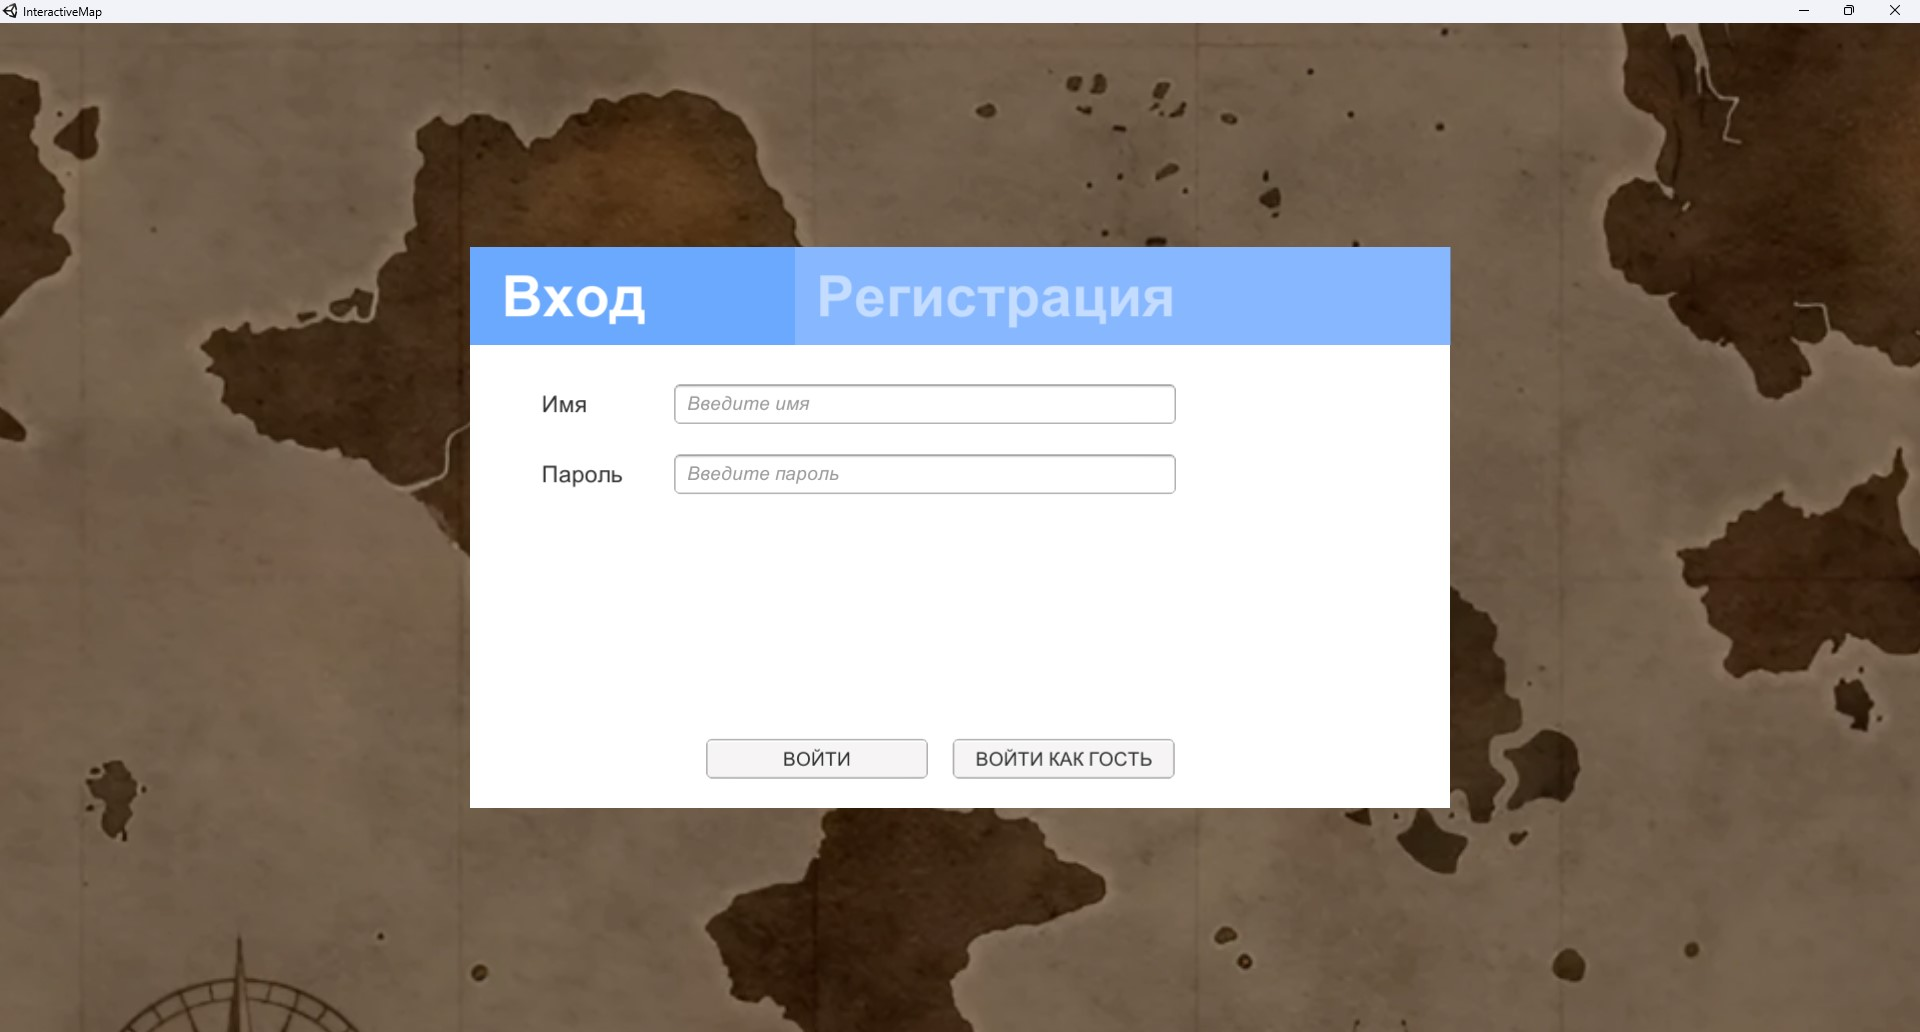 InteractiveMap
Вход Регистрация
Имя Введите имя
Пароль Введите пароль
ВОЙТИ ВОЙТИ КАК ГОСТЬ